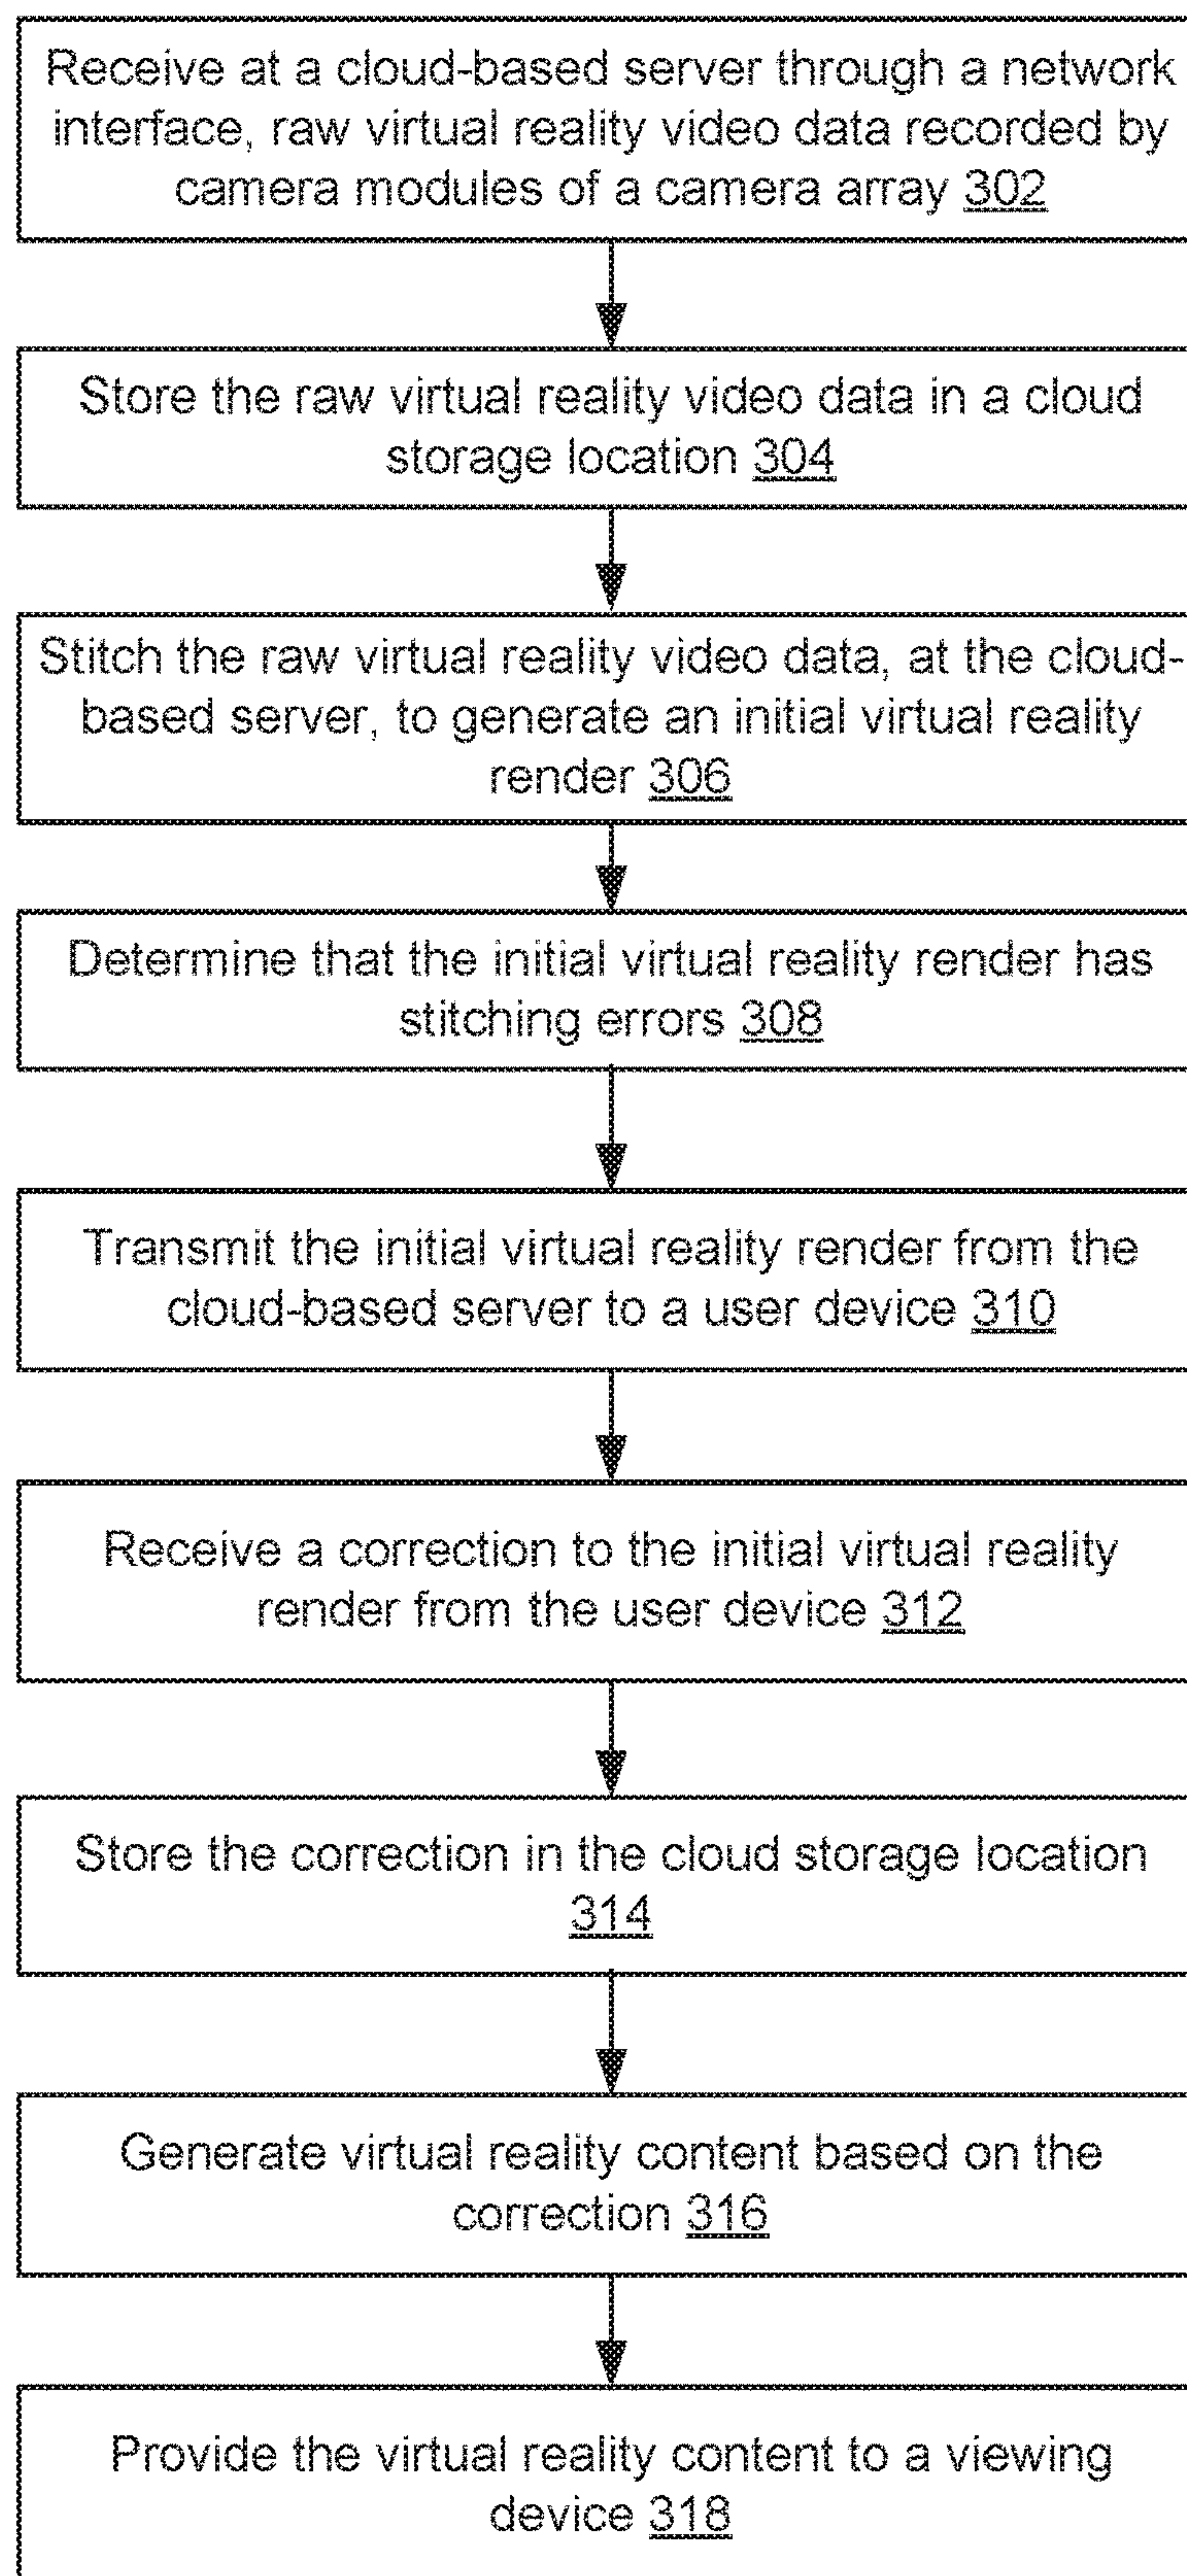 Receive at a cloud-based server through a network
interface, raw virtual reality video data recorded by
camera modules of a camera array 302
Store the raw virtual reality video data in a cloud
storage location 304
Stitch the raw virtual reality video data, at the cloud-
based server, to generate an initial virtual reality
render 306
Determine that the initial virtual reality render has
stitching errors 308
Transmit the initial virtual reality render from the
cloud-based server to a user device 310
Receive a correction to the initial virtual reality
render from the user device 312
Store the correction in the cloud storage location
314
Generate virtual reality content based on the
correction 316
Provide the virtual reality content to a viewing
device 318